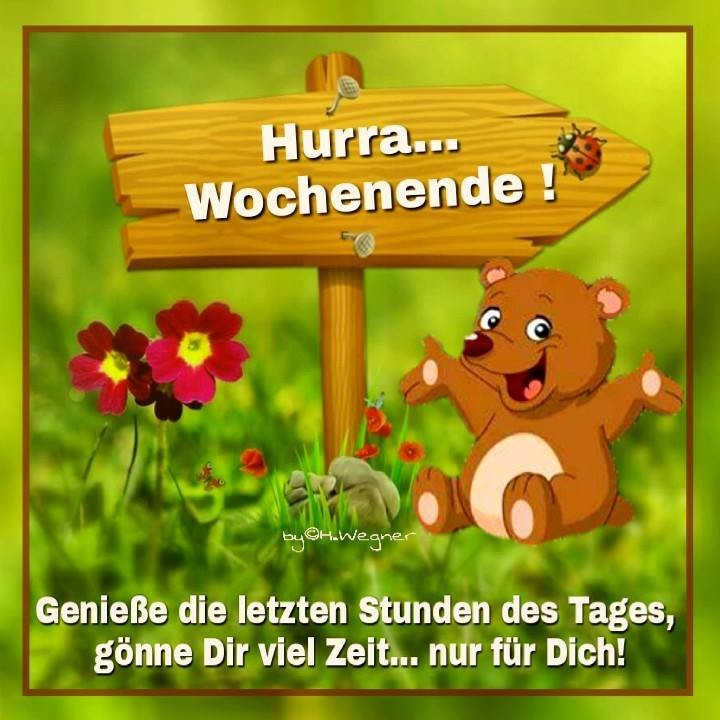 Hurra...
Wochenende !
by©H.Wegner
Genieße die letzten Stunden des Tages,
gönne Dir viel Zeit... nur für Dich!